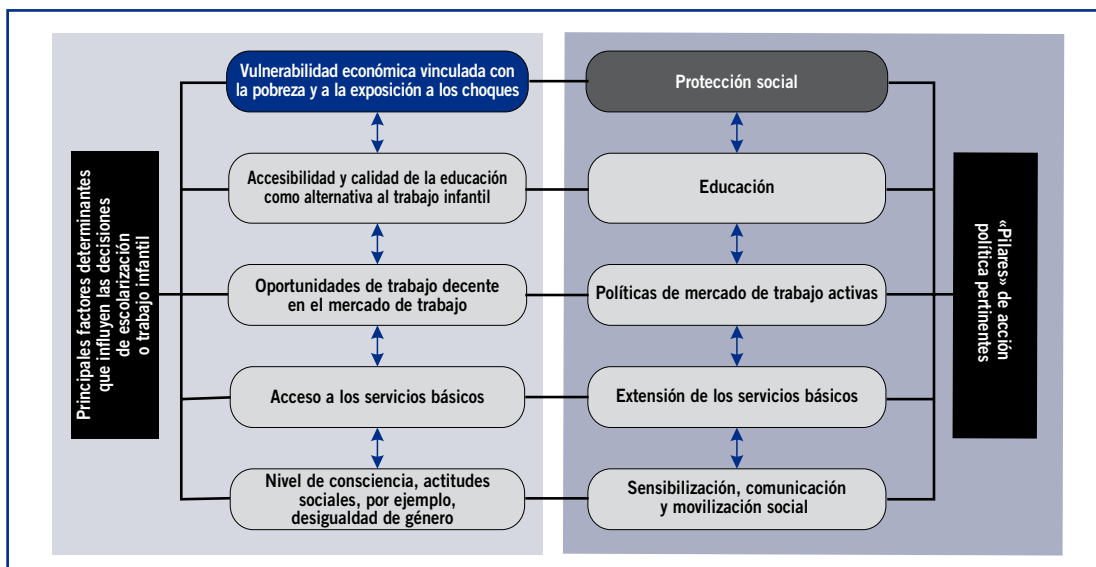 Principales factores determinantes
que influyen las decisiones
de escolarización
o trabajo infantil
Vulnerabilidad económica vinculada con
la pobreza y a la exposición a los choques
Accesibilidad y calidad de la educación
como alternativa al trabajo infantil
Oportunidades de trabajo decente
en el mercado de trabajo
Acceso a los servicios básicos
Nivel de consciencia, actitudes
sociales, por ejemplo,
desigualdad de género
Protección social
Educación
Políticas de mercado de trabajo activas
Extensión de los servicios básicos
Sensibilización, comunicación
y movilización social
«Pilares» de acción
política pertinentes